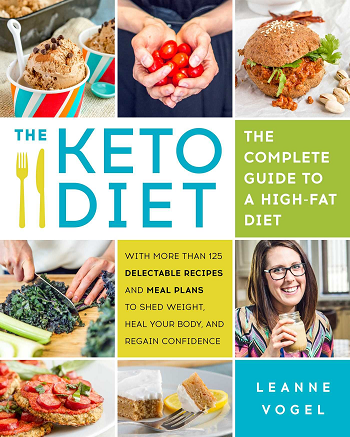 THE
KETO
DIET
THE
COMPLETE
GUIDE TO
A HIGH-FAT
DIET
WITH MORE THAN 125
DELECTABLE RECIPES
AND MEAL PLANS
TO SHED WEIGHT,
HEAL YOUR BODY, AND
REGAIN CONFIDENCE
LEANNE
VOGEL